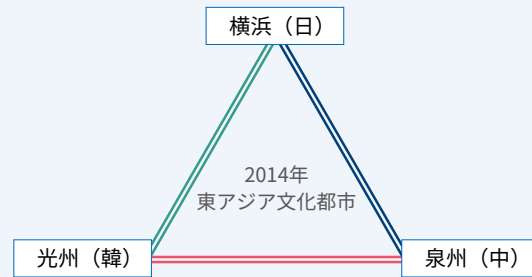 横浜（日）
2014年
東アジア文化都市
光州（韓）
泉州（中）